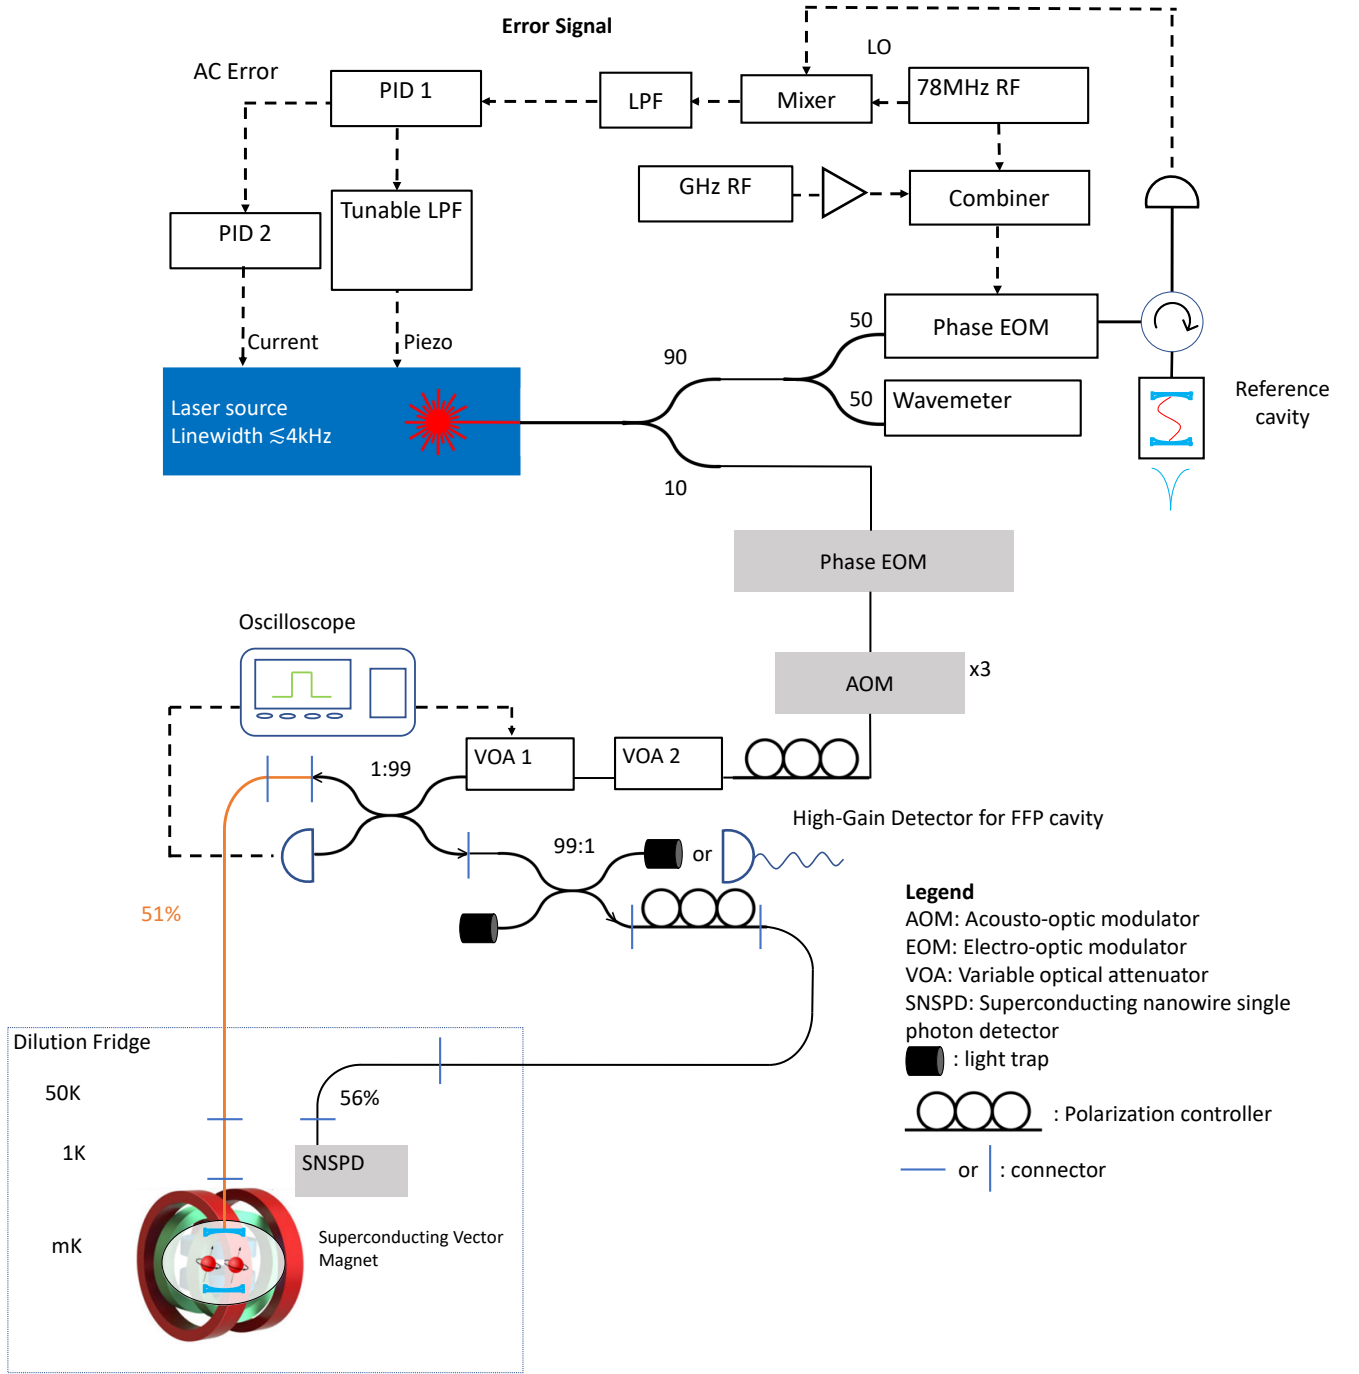 Error Signal
LO
AC Error
PID 1
LPF
Mixer
78MHz RF
GHz RF
Combiner
Tunable LPF
PID 2
Current
Piezo
50
Phase EOM
90
50
Wavemeter
Reference
cavity
Laser source
Linewidth ≲4kHz
10
Phase EOM
Oscilloscope
AOM
x3
VOA 1
VOA 2
1:99
High-Gain Detector for FFP cavity
99:1
or
51%
Legend
AOM: Acousto-optic modulator
EOM: Electro-optic modulator
VOA: Variable optical attenuator
SNSPD: Superconducting nanowire single
photon detector
: light trap
: Polarization controller
or : connector
Dilution Fridge
50K
56%
1K
SNSPD
mK
Superconducting Vector
Magnet